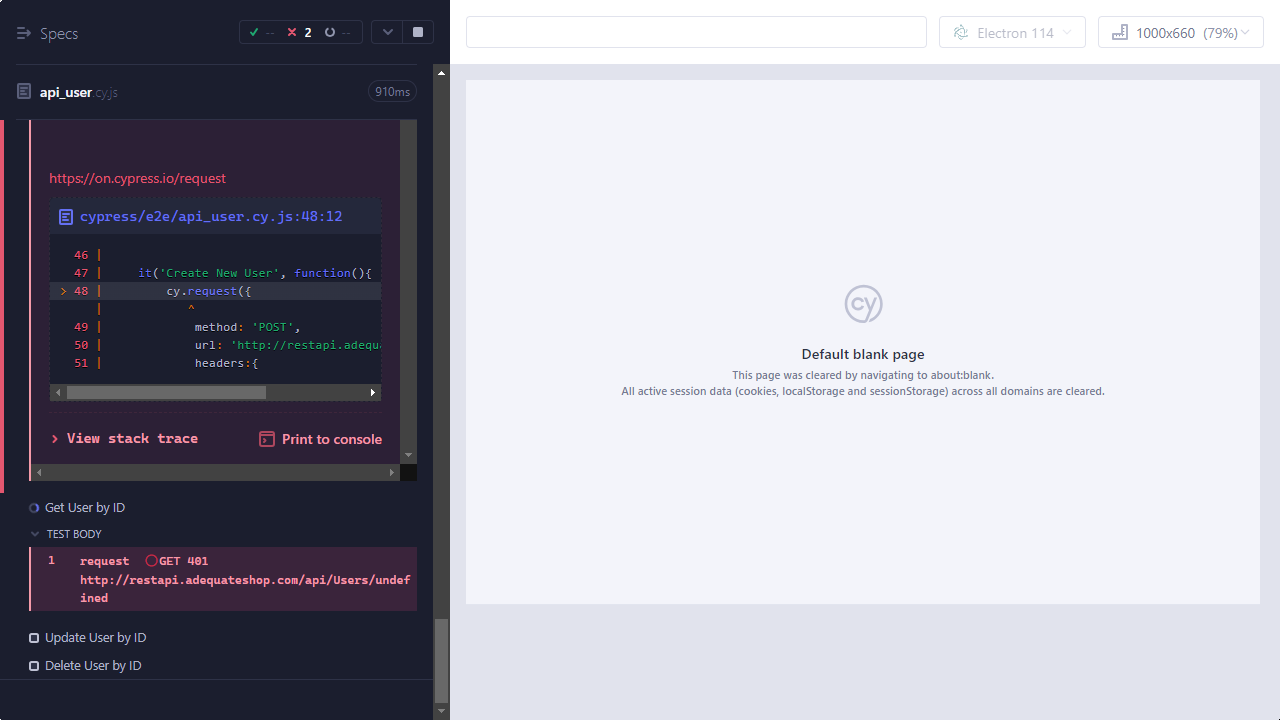 Specs
--
2
--
Electron 114
1000x660 (79%)
api_user.cy.js
910ms
https://on.cypress.io/request
cypress/e2e/api_user.cy.js:48:12
46 |
47 | it('Create New User', function(){
> 48 | cy.request({
| ^
49 | method: 'POST',
50 | url: 'http://restapi.adequa
51 | headers:{
> View stack trace
Print to console
Get User by ID
TEST BODY
1 request GET 401
http://restapi.adequateshop.com/api/Users/undef
ined
Update User by ID
Delete User by ID
cy
Default blank page
This page was cleared by navigating to about:blank.
All active session data (cookies, localStorage and sessionStorage) across all domains are cleared.